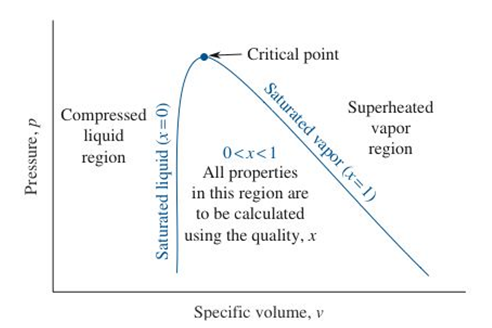 Critical point
Compressed
liquid
region
Saturated liquid (x=0)
Saturated vapor (x=1)
Superheated
vapor
region
0<x<1
All properties
in this region are
to be calculated
using the quality, x
Pressure, p
Specific volume, v